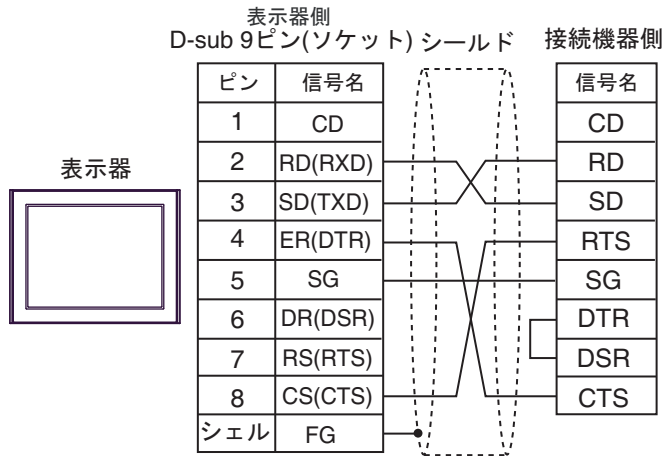 表示器側
D-sub 9ピン(ソケット) シールド 接続機器側
ピン 信号名 信号名
1 CD CD
表示器
2 RD(RXD) RD
3 SD(TXD) SD
4 ER(DTR) RTS
5 SG SG
6 DR(DSR) DTR
7 RS(RTS) DSR
8 CS(CTS) CTS
シェル FG